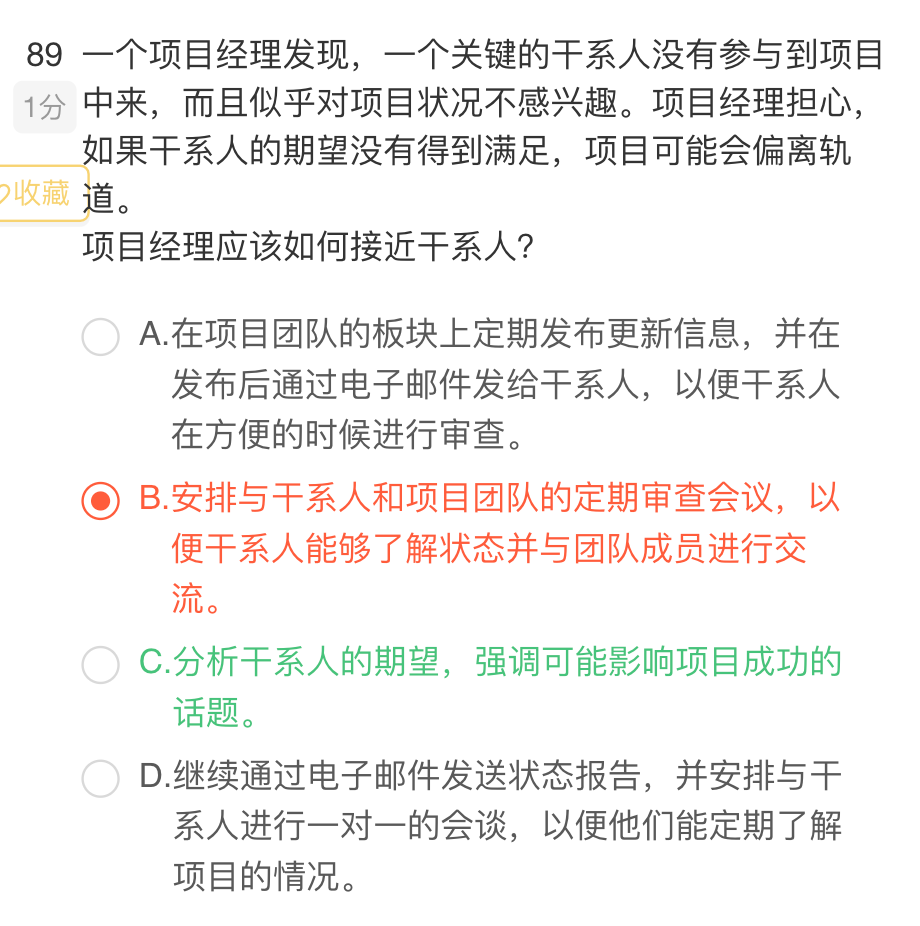 89 一个项目经理发现，一个关键的干系人没有参与到项目
1分 中来，而且似乎对项目状况不感兴趣。项目经理担心，
如果干系人的期望没有得到满足，项目可能会偏离轨
收藏 道。
项目经理应该如何接近干系人？
A.在项目团队的板块上定期发布更新信息，并在
发布后通过电子邮件发给干系人，以便干系人
在方便的时候进行审查。
B.安排与干系人和项目团队的定期审查会议，以
便干系人能够了解状态并与团队成员进行交
流。
C.分析干系人的期望，强调可能影响项目成功的
话题。
D.继续通过电子邮件发送状态报告，并安排与干
系人进行一对一的会谈，以便他们能定期了解
项目的情况。